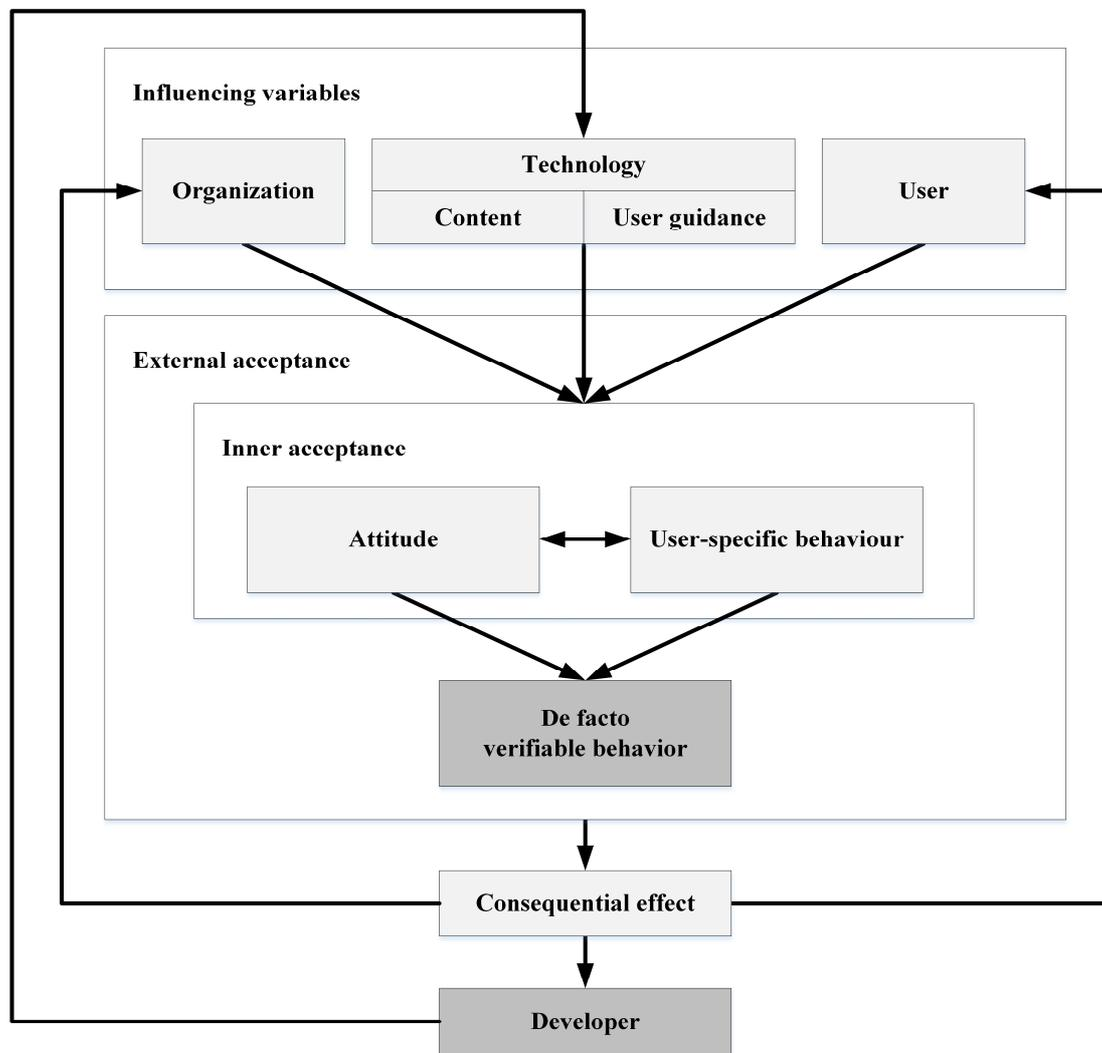 Influencing variables
Organization
Technology
Content
User guidance
User
External acceptance
Inner acceptance
Attitude
User-specific behaviour
De facto
verifiable behavior
Consequential effect
Developer